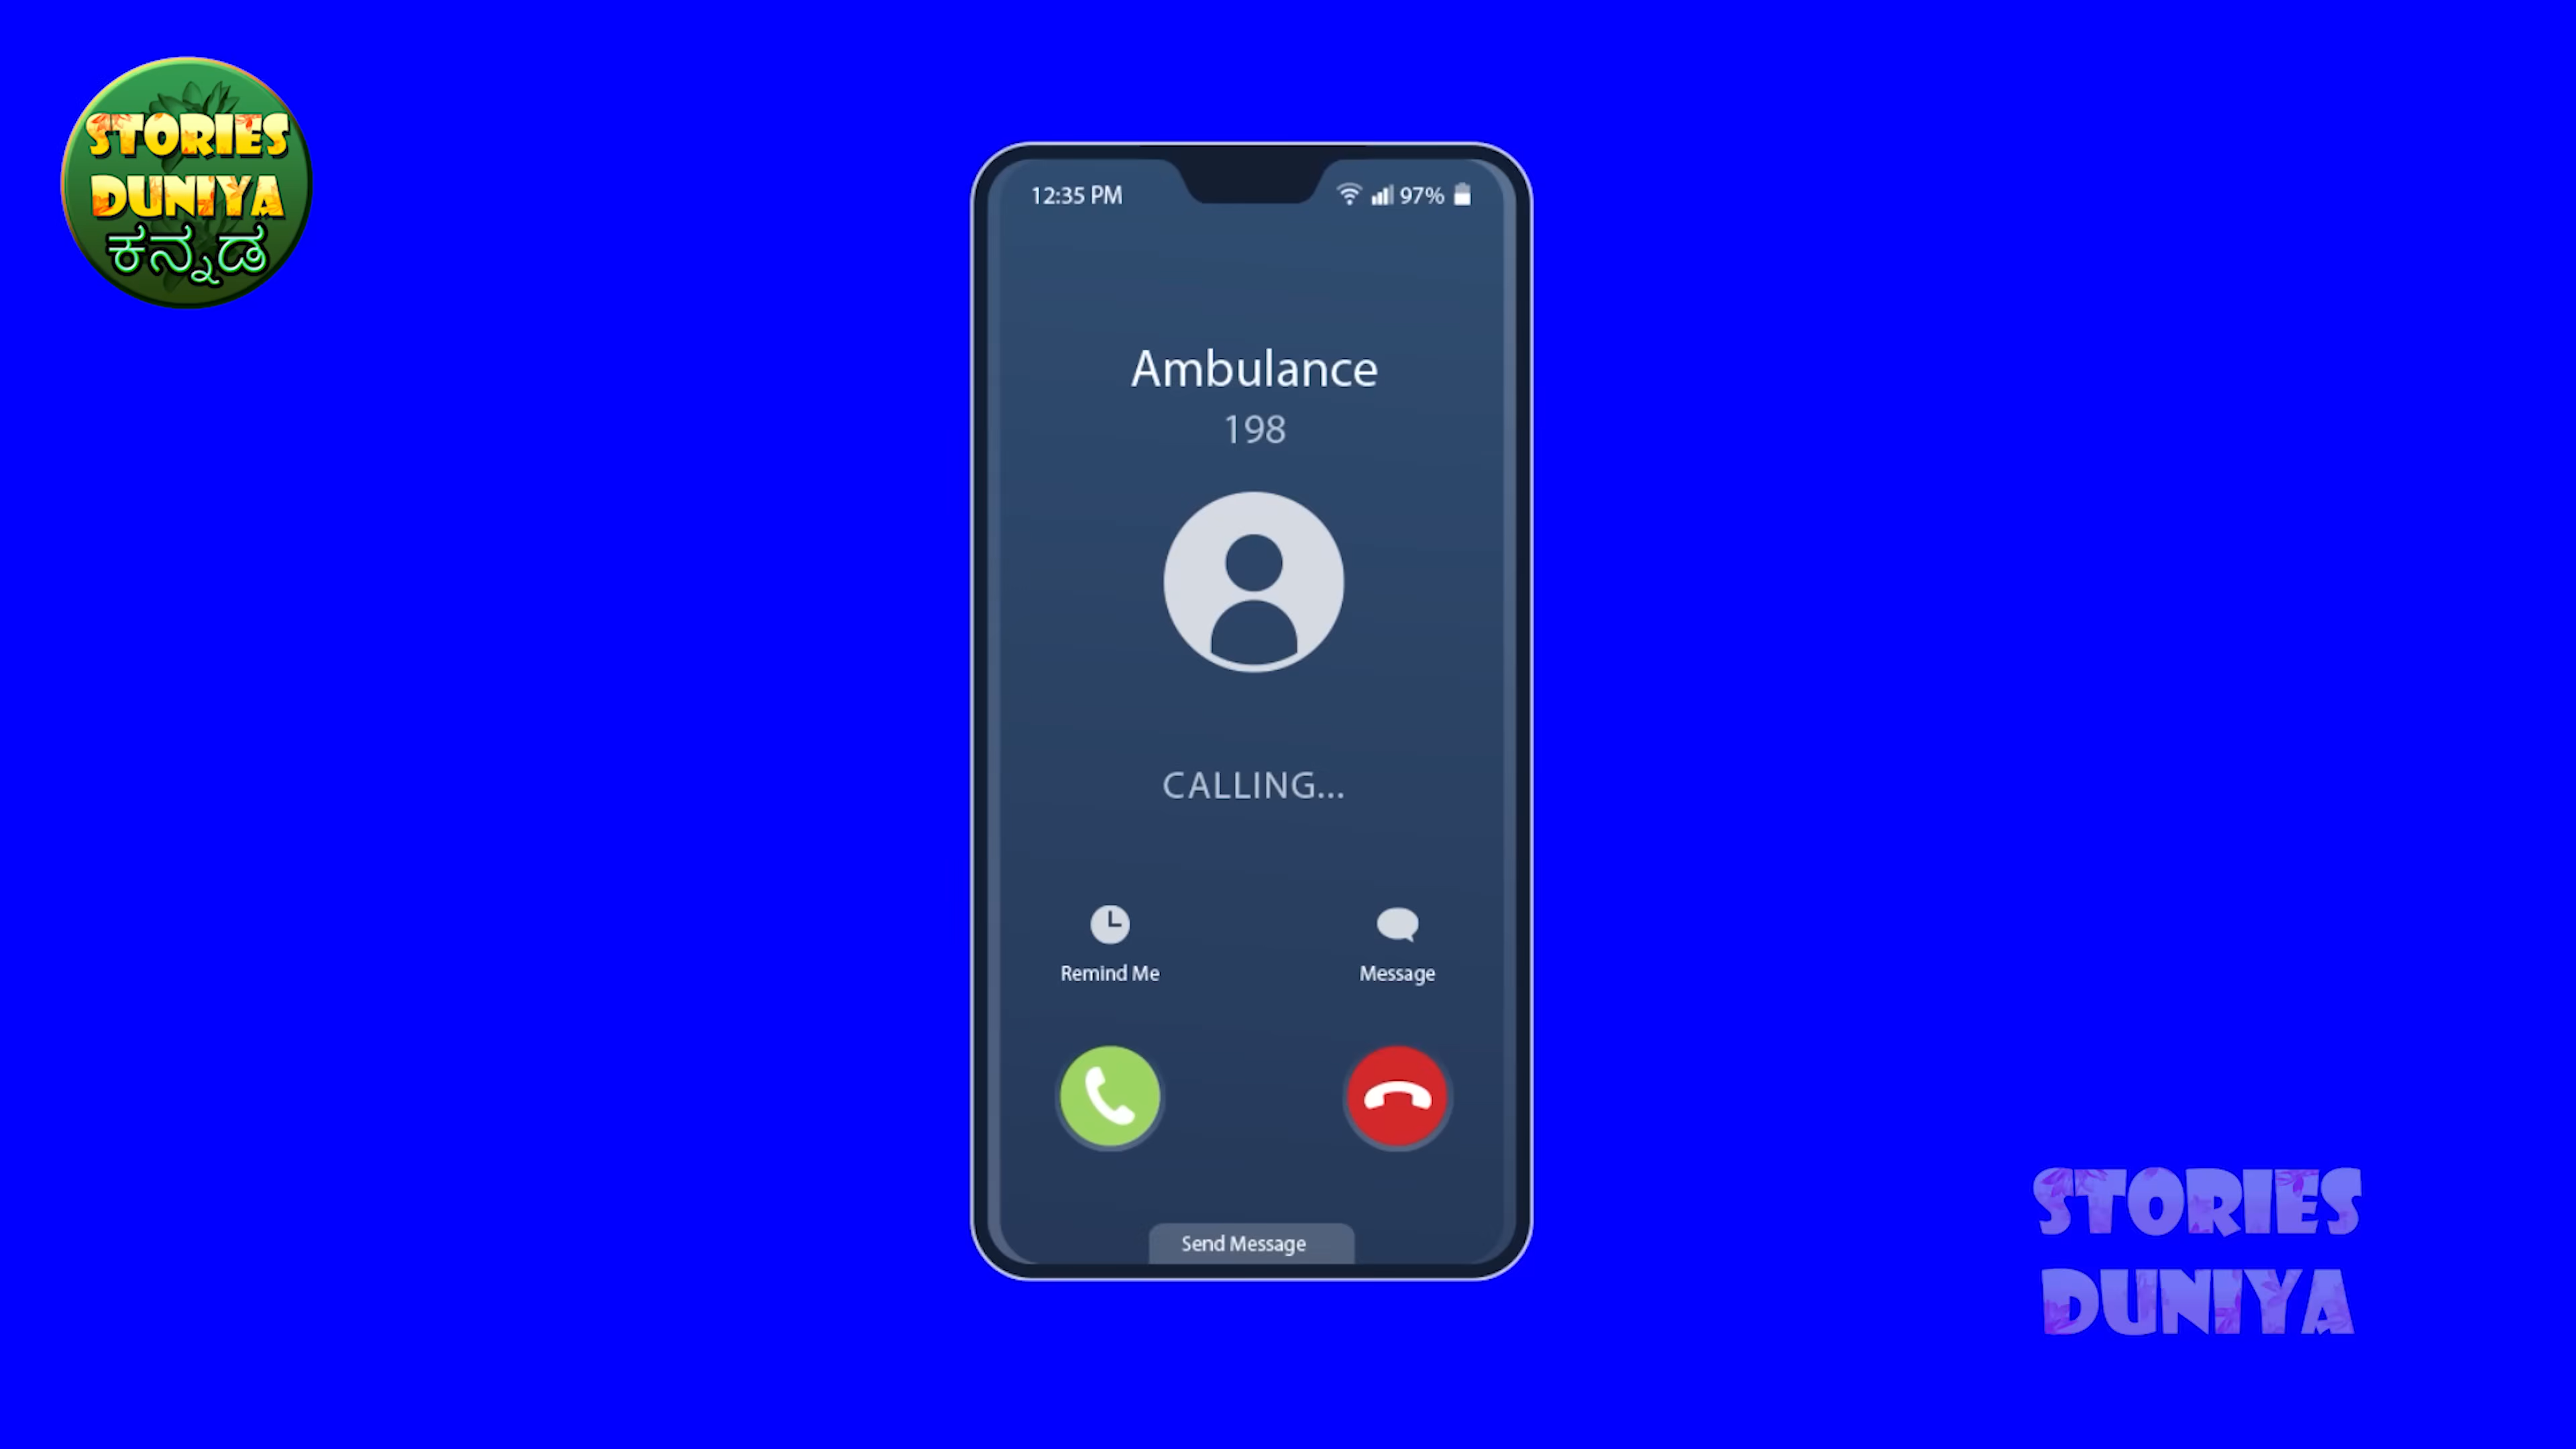 STORIES
DUNIYA
ಕನ್ನಡ
12:35 PM 97%
Ambulance
198
CALLING...
Remind Me Message
Send Message
STORIES
DUNIYA